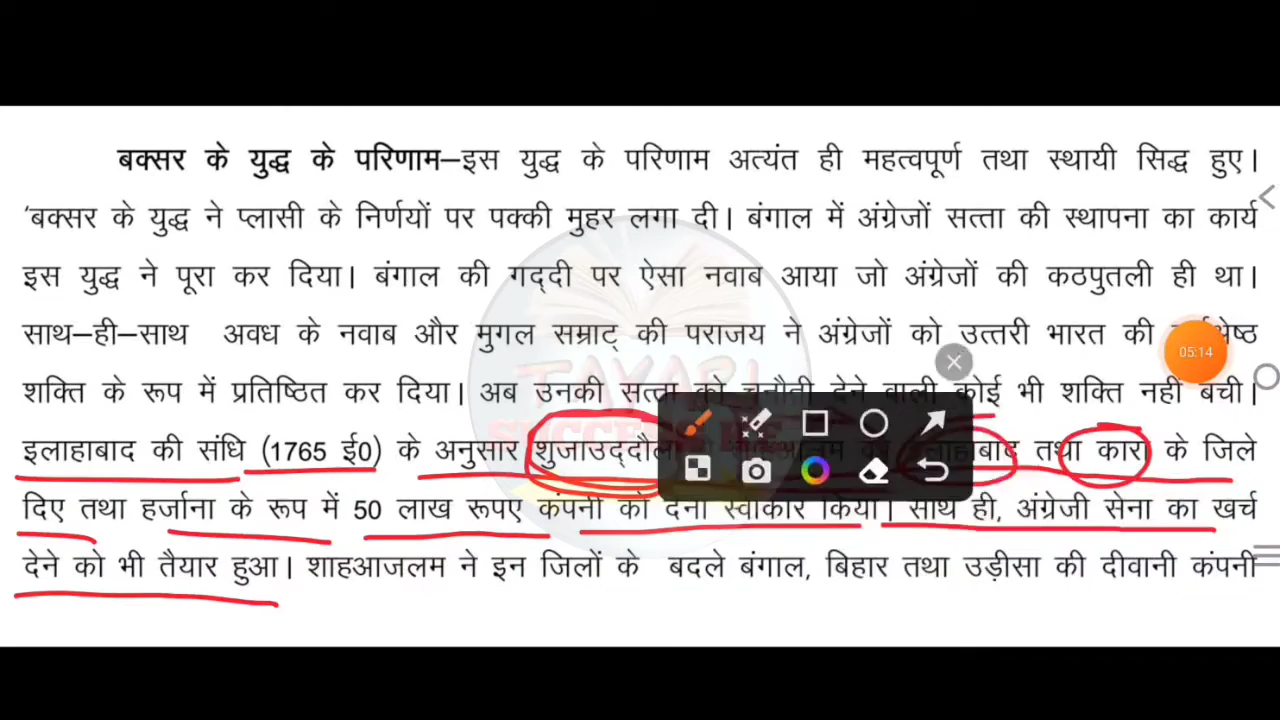 बक्सर के युद्ध के परिणाम–इस युद्ध के परिणाम अत्यंत ही महत्वपूर्ण तथा स्थायी सिद्ध हुए।
'बक्सर के युद्ध ने प्लासी के निर्णयों पर पक्की मुहर लगा दी। बंगाल में अंग्रेजों सत्ता की स्थापना का कार्य
इस युद्ध ने पूरा कर दिया। बंगाल की गद्दी पर ऐसा नवाब आया जो अंग्रेजों की कठपुतली ही था।
साथ–ही–साथ अवध के नवाब और मुगल सम्राट् की पराजय ने अंग्रेजों को उत्तरी भारत की
05:14
शक्ति के रूप में प्रतिष्ठित कर दिया। अब उनकी सत्ता को चुनौती देने वाली कोई भी शक्ति नहीं बची।
इलाहाबाद की संधि (1765 ई0) के अनुसार शुजाउद्दौला तथा कारा के जिले
दिए तथा हर्जाना के रूप में 50 लाख रूपए कंपनी को देना स्वीकार किया। साथ ही, अंग्रेजी सेना का खर्च
देने को भी तैयार हुआ। शाहआजलम ने इन जिलों के बदले बंगाल, बिहार तथा उड़ीसा की दीवानी कंपनी
TAYARI